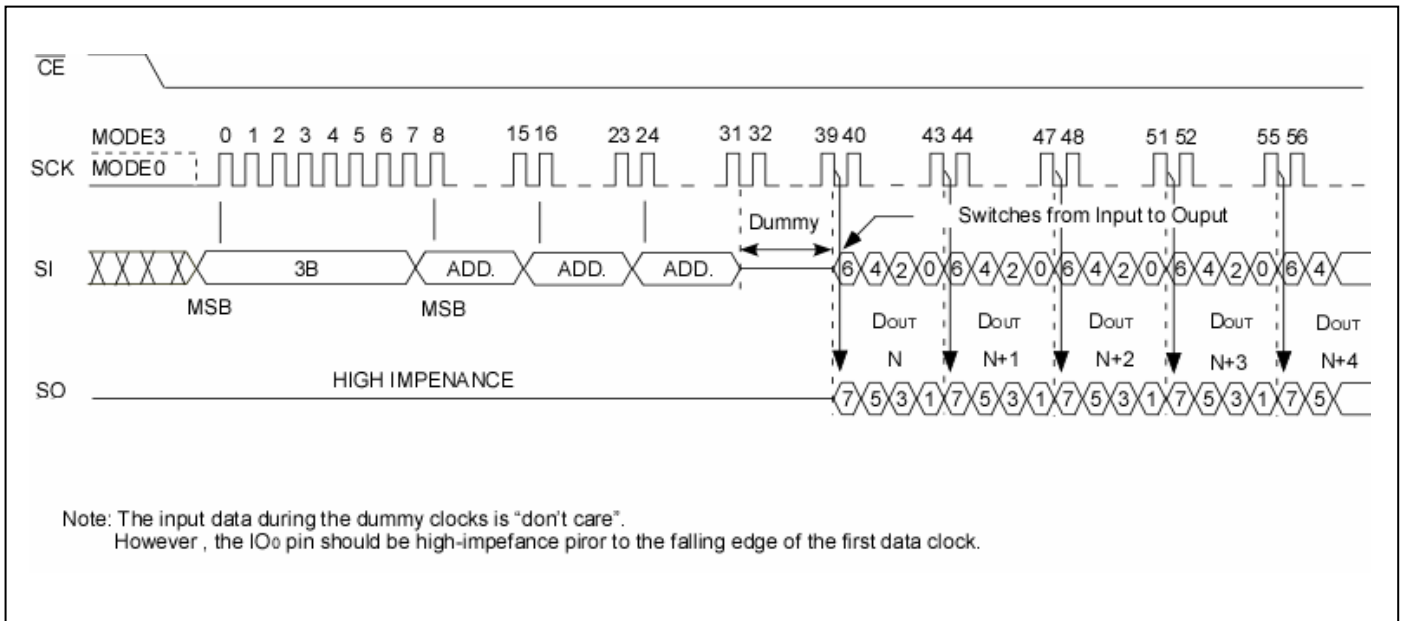 CE
MODE3 0 1 2 3 4 5 6 7 8 15 16 23 24 31 32 39 40 43 44 47 48 51 52 55 56
SCK MODE0
Dummy Switches from Input to Ouput
SI 3B ADD. ADD. ADD. 6 4 2 0 6 4 2 0 6 4 2 0 6 4 2 0 6 4
MSB MSB
DOUT DOUT DOUT DOUT DOUT
N N+1 N+2 N+3 N+4
HIGH IMPENANCE
SO 7 5 3 1 7 5 3 1 7 5 3 1 7 5 3 1 7 5
Note: The input data during the dummy clocks is “don't care”.
However , the IO0 pin should be high-impefance piror to the falling edge of the first data clock.